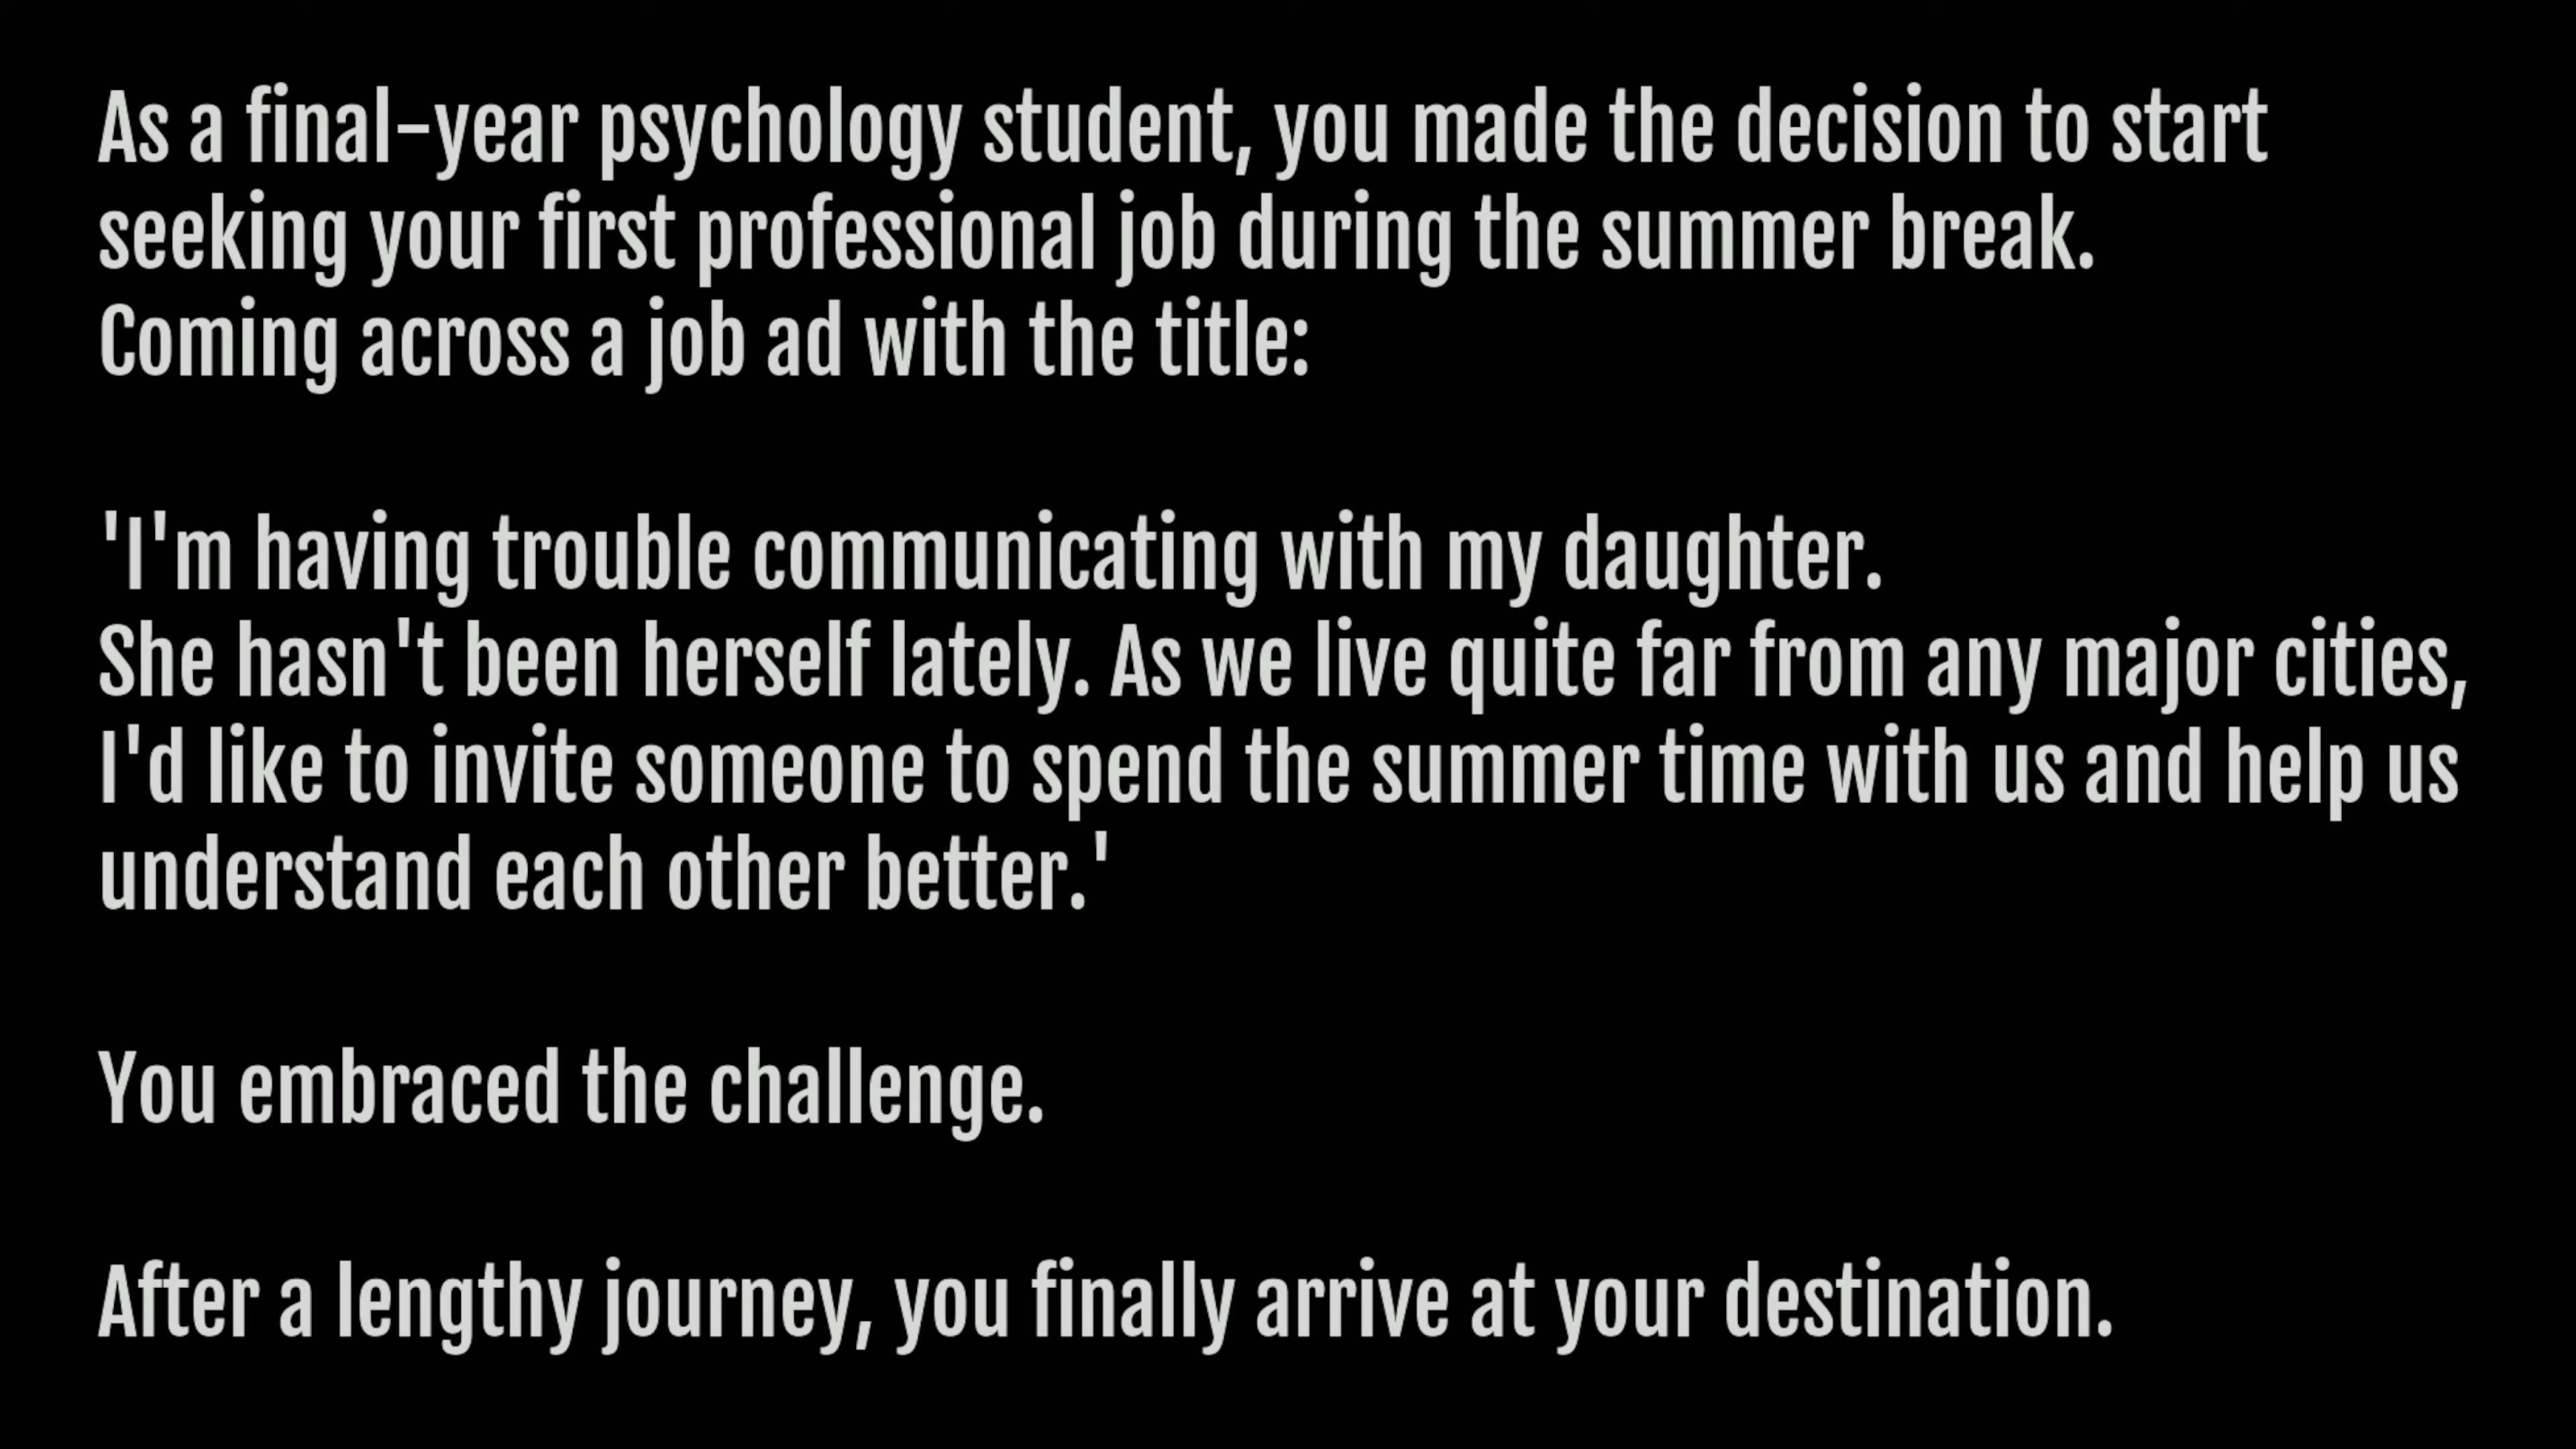 As a final-year psychology student, you made the decision to start
seeking your first professional job during the summer break.
Coming across a job ad with the title:
'I'm having trouble communicating with my daughter.
She hasn't been herself lately. As we live quite far from any major cities,
I'd like to invite someone to spend the summer time with us and help us
understand each other better.'
You embraced the challenge.
After a lengthy journey, you finally arrive at your destination.